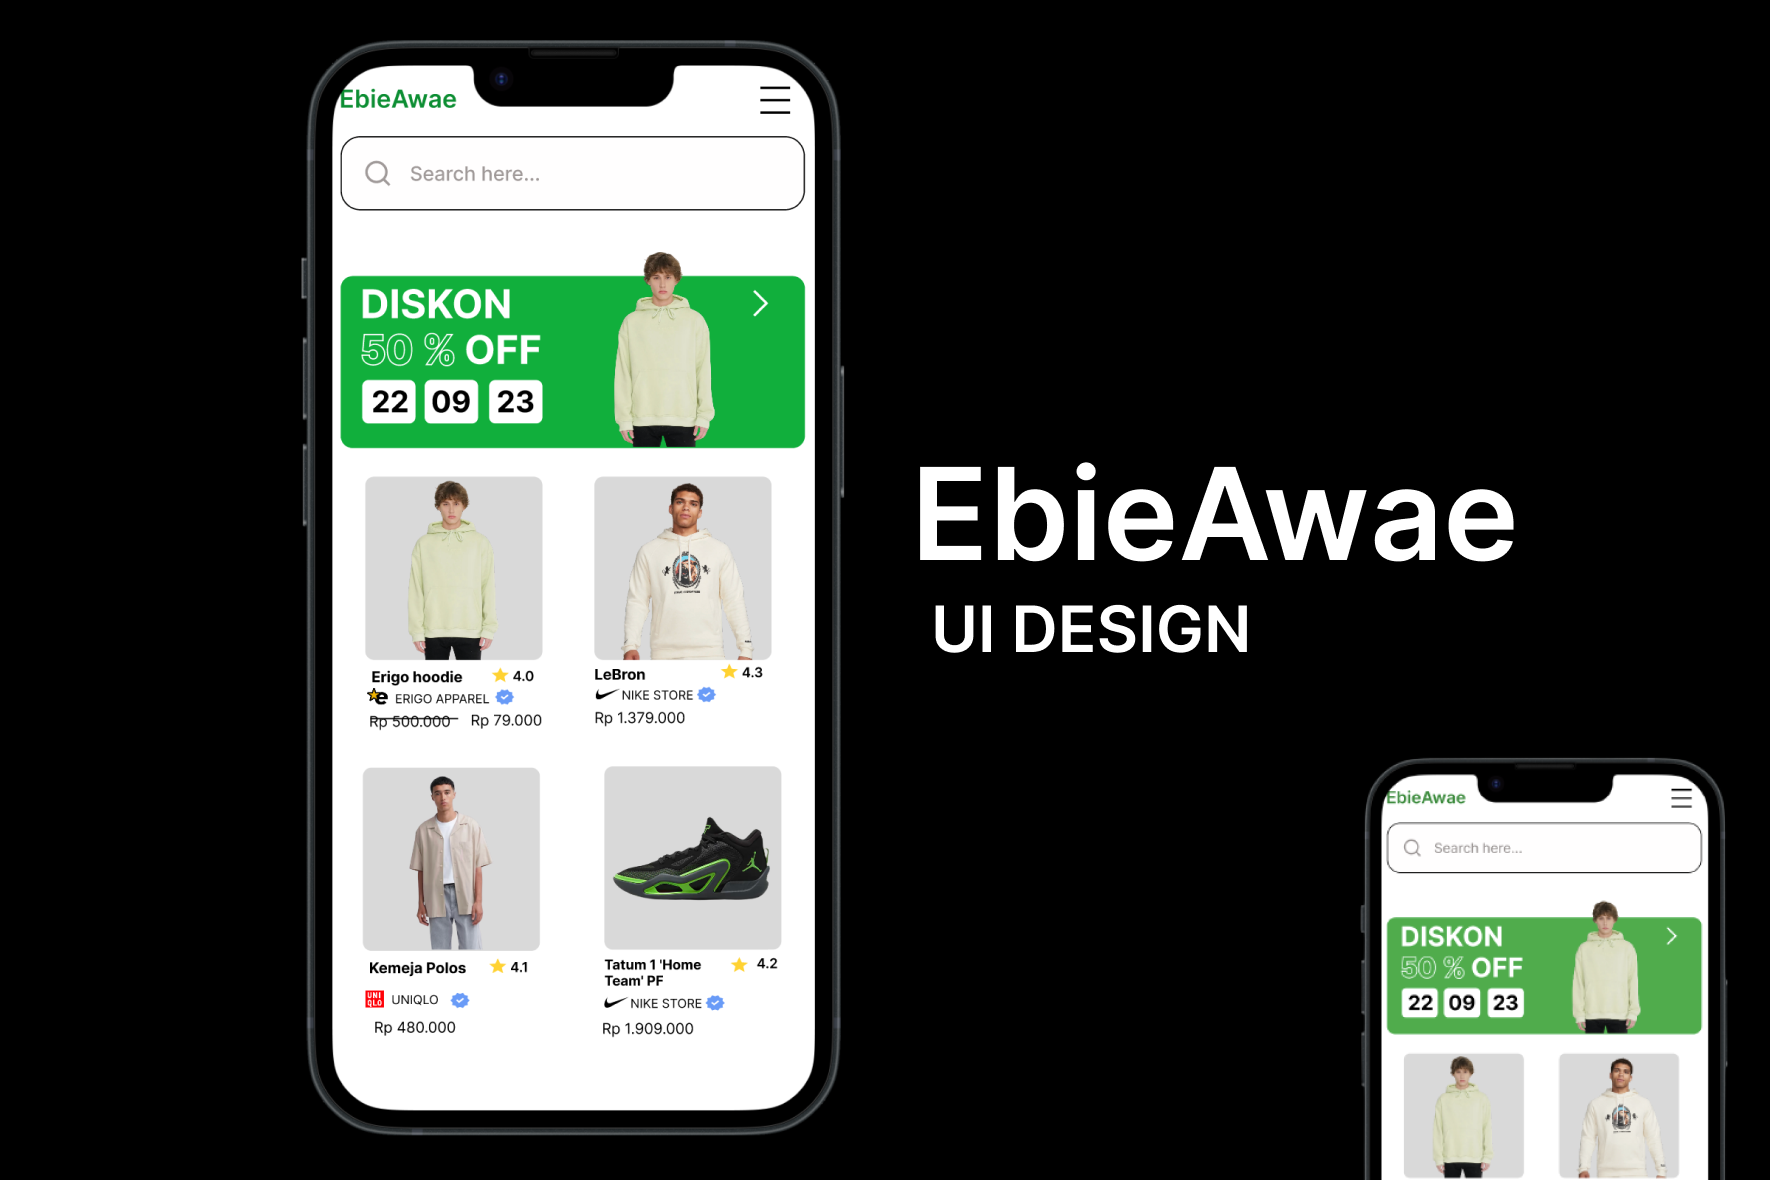 EbieAwae
Search here...
DISKON
50 % OFF
22 09 23
Erigo hoodie 4.0
ERIGO APPAREL
Rp 500.000 Rp 79.000
LeBron 4.3
NIKE STORE
Rp 1.379.000
Kemeja Polos 4.1
UNI
QLO
UNIQLO
Rp 480.000
Tatum 1 'Home 4.2
Team' PF
NIKE STORE
Rp 1.909.000
EbieAwae
UI DESIGN
EbieAwae
Search here...
DISKON
50 % OFF
22 09 23